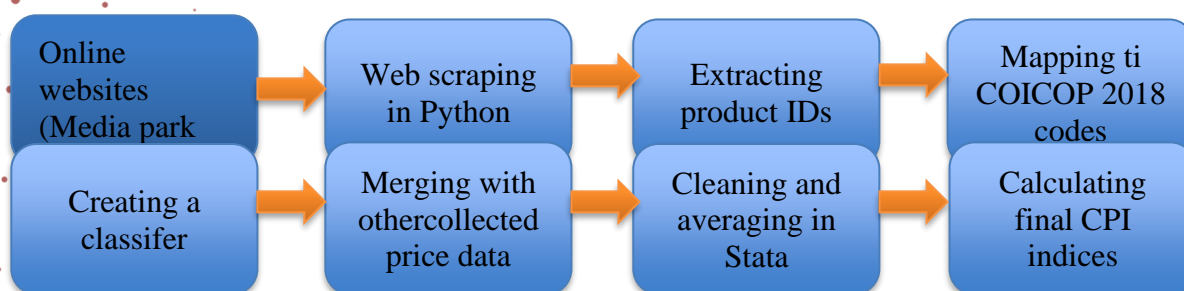 Online
websites
(Media park
Web scraping
in Python
Extracting
product IDs
Mapping ti
COICOP 2018
codes
Creating a
classifer
Merging with
othercollected
price data
Cleaning and
averaging in
Stata
Calculating
final CPI
indices